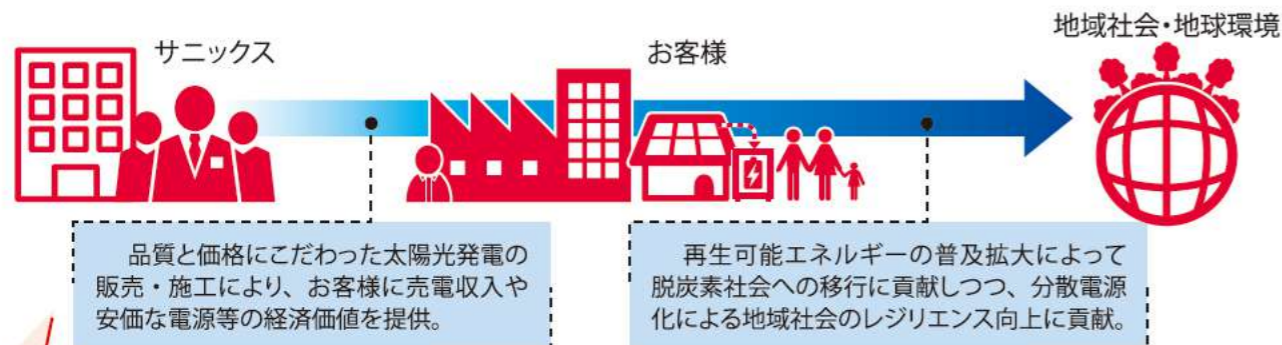 地域社会・地球環境
サニックス
お客様
品質と価格にこだわった太陽光発電の
販売・施工により、お客様に売電収入や
安価な電源等の経済価値を提供。
再生可能エネルギーの普及拡大によって
脱炭素社会への移行に貢献しつつ、分散電源
化による地域社会のレジリエンス向上に貢献。